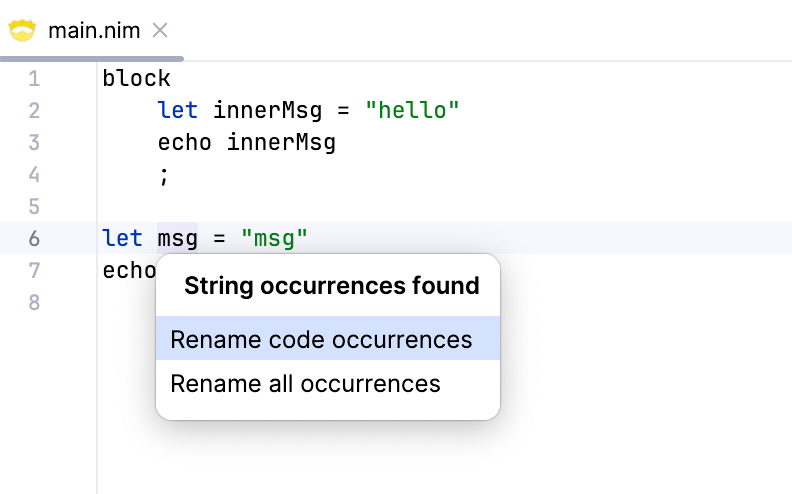 main.nim
1 block
2 let innerMsg = "hello"
3 echo innerMsg
4 ;
5
6 let msg = "msg"
7 echo
8
String occurrences found
Rename code occurrences
Rename all occurrences